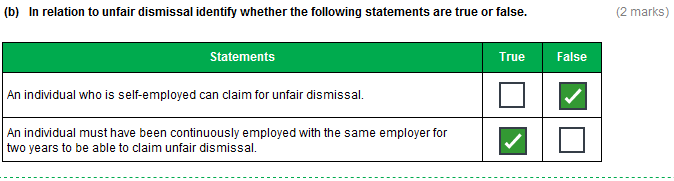 (b) In relation to unfair dismissal identify whether the following statements are true or false. (2 marks)
Statements True False
An individual who is self-employed can claim for unfair dismissal.
An individual must have been continuously employed with the same employer for
two years to be able to claim unfair dismissal.